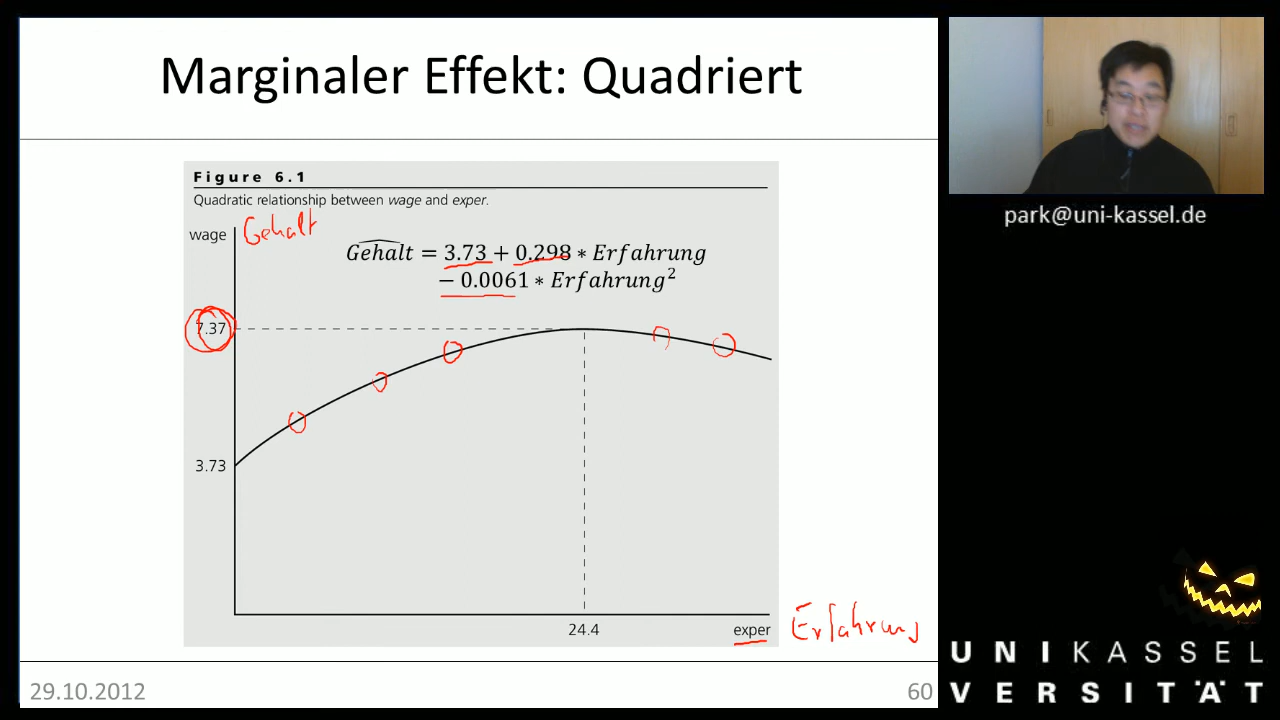 Marginaler Effekt: Quadriert
Figure 6.1
Quadratic relationship between wage and exper.
wage
Gehalt
Gehalt = 3.73 + 0.298 ∗ Erfahrung
− 0.0061 ∗ Erfahrung²
7.37
3.73
24.4
exper
Erfahrung
29.10.2012
60
park@uni-kassel.de
UNIKASSEL
VERSITÄT